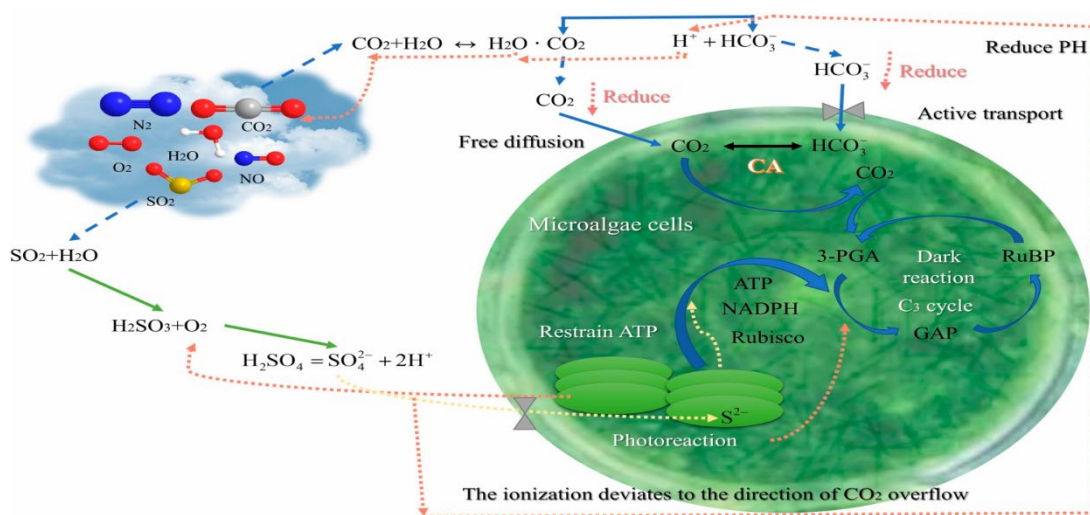 CO₂+H₂O ↔ H₂O · CO₂
H⁺ + HCO₃⁻
Reduce PH
HCO₃⁻
Reduce
CO₂
Reduce
Active transport
Free diffusion
N₂
CO₂
O₂
H₂O
NO
SO₂
CO₂
CA
HCO₃⁻
CO₂
Microalgae cells
SO₂+H₂O
3-PGA
Dark
reaction
RuBP
ATP
NADPH
Rubisco
C₃ cycle
GAP
H₂SO₃+O₂
Restrain ATP
H₂SO₄ = SO₄²⁻ + 2H⁺
S²⁻
Photoreaction
The ionization deviates to the direction of CO₂ overflow